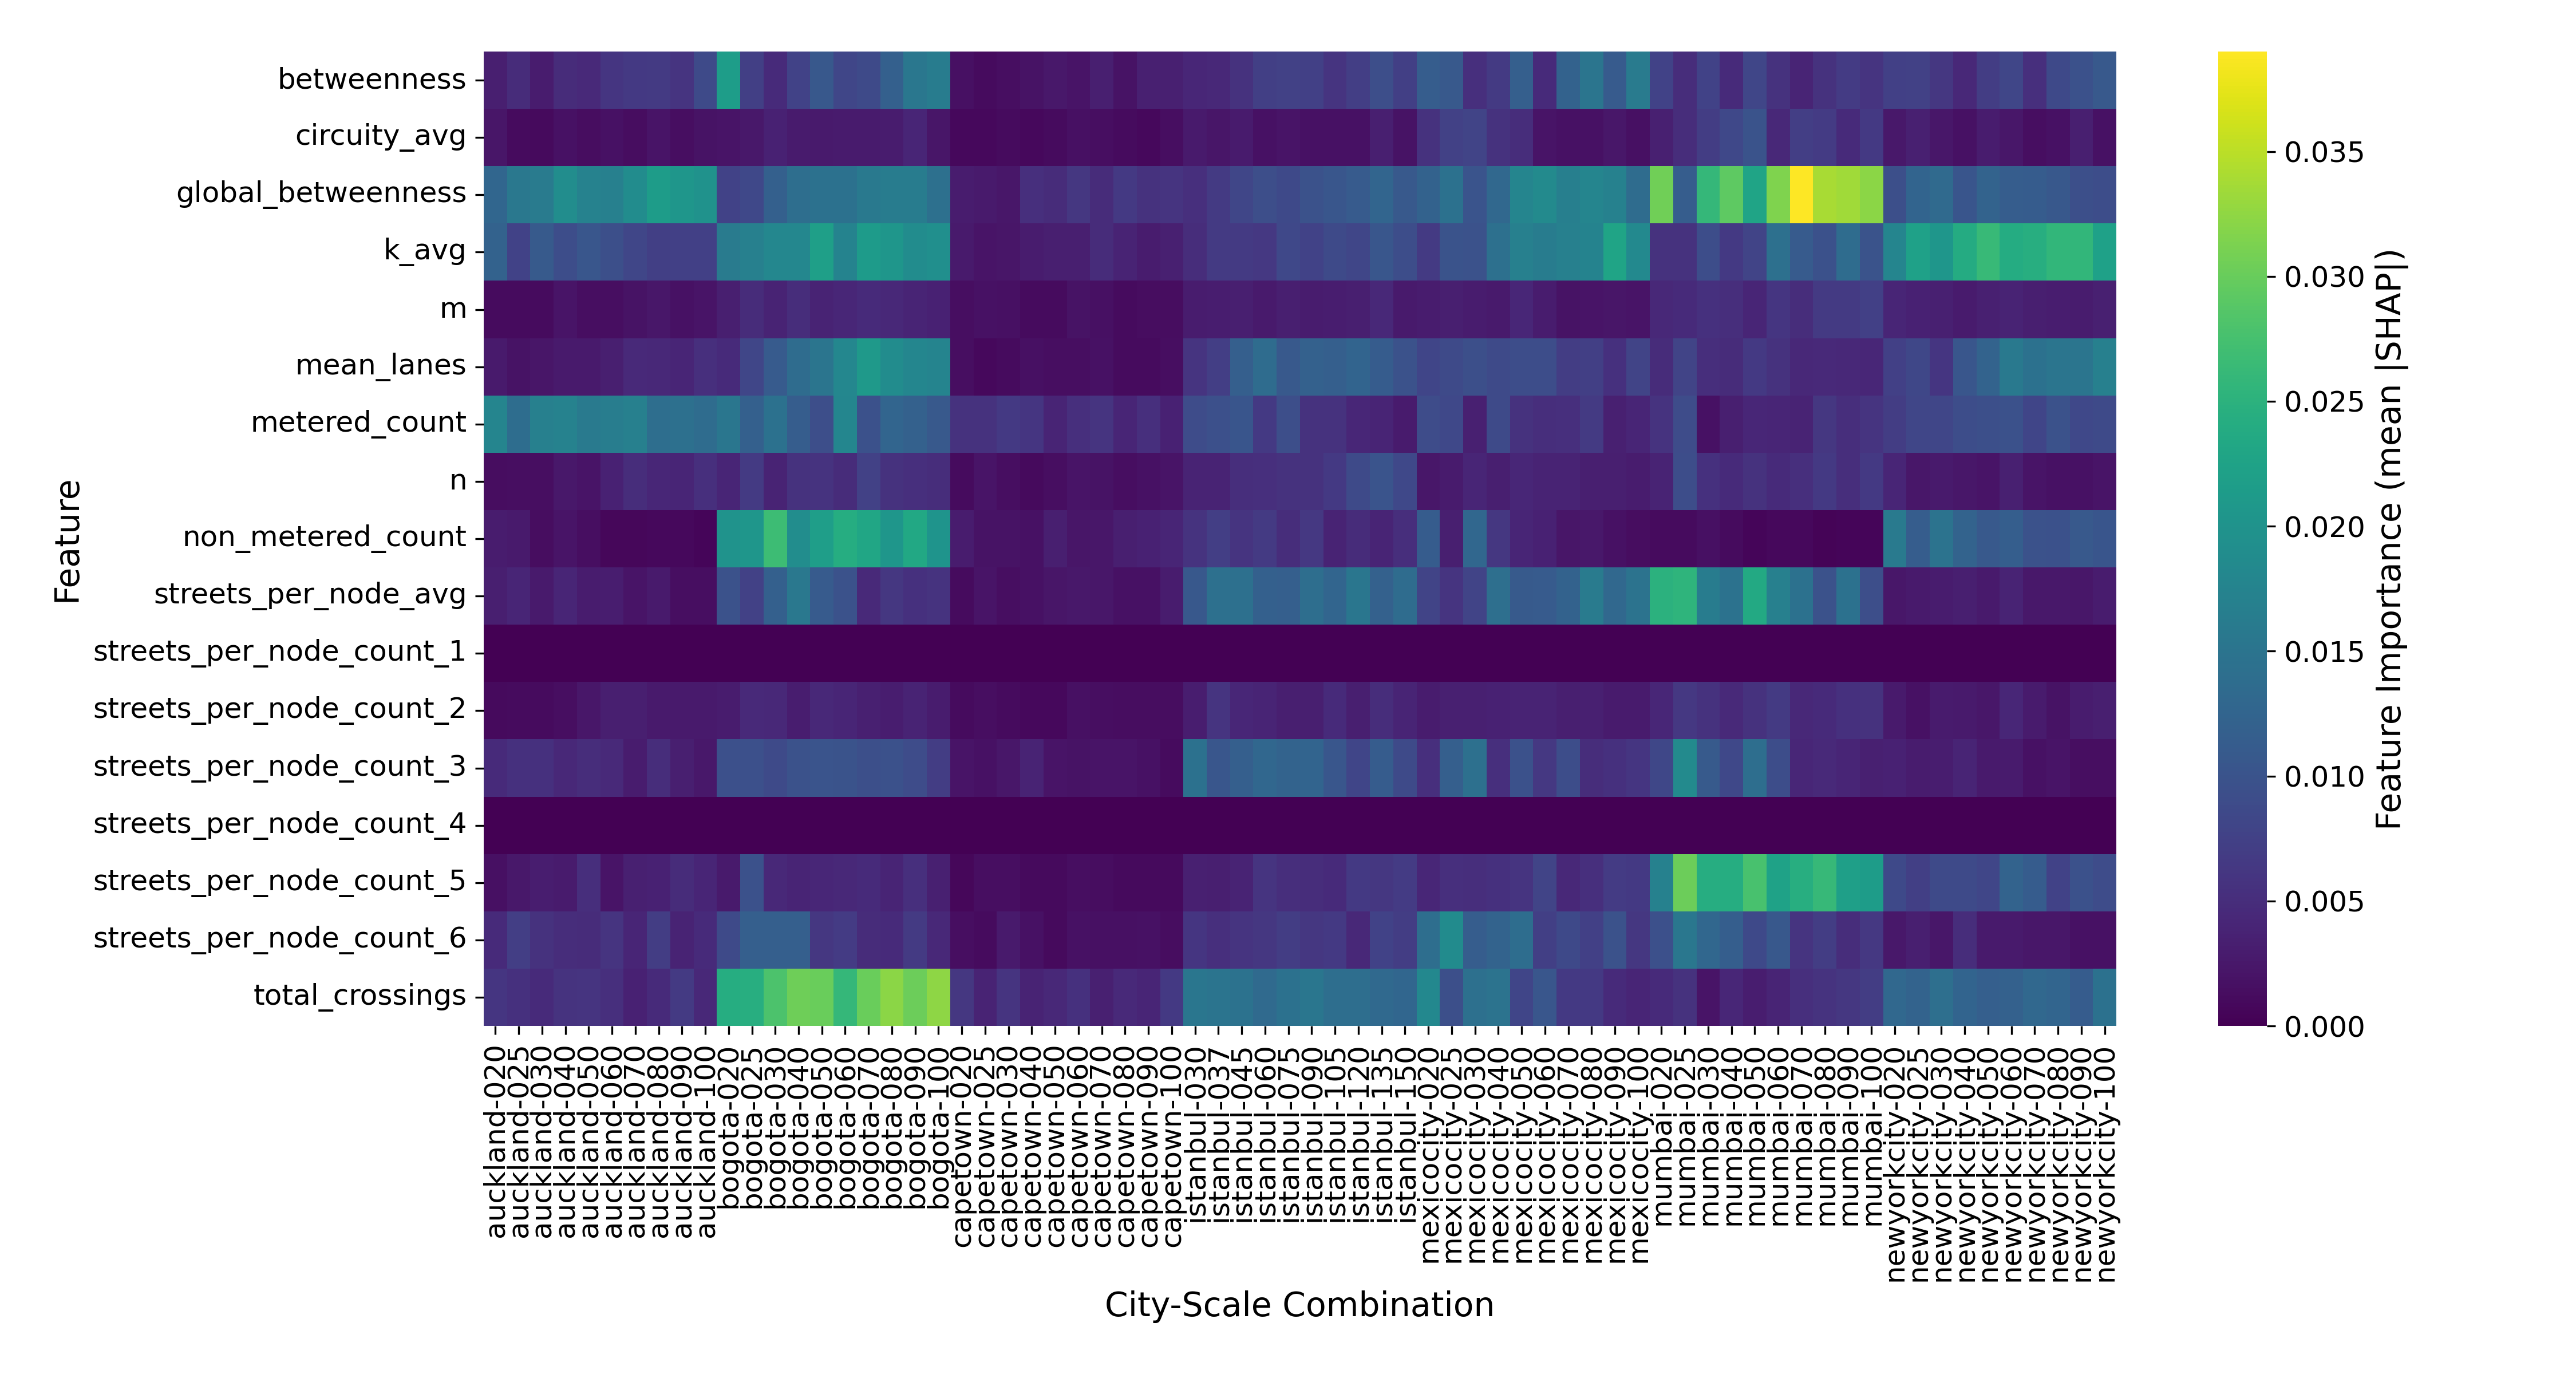 betweenness
circuity_avg
global_betweenness
k_avg
m
mean_lanes
metered_count
n
non_metered_count
streets_per_node_avg
streets_per_node_count_1
streets_per_node_count_2
streets_per_node_count_3
streets_per_node_count_4
streets_per_node_count_5
streets_per_node_count_6
total_crossings
Feature
auckland-020
auckland-025
auckland-030
auckland-040
auckland-050
auckland-060
auckland-070
auckland-080
auckland-090
auckland-100
bogota-020
bogota-025
bogota-030
bogota-040
bogota-050
bogota-060
bogota-070
bogota-080
bogota-090
bogota-100
capetown-020
capetown-025
capetown-030
capetown-040
capetown-050
capetown-060
capetown-070
capetown-080
capetown-090
capetown-100
istanbul-030
istanbul-037
istanbul-045
istanbul-060
istanbul-075
istanbul-090
istanbul-105
istanbul-120
istanbul-135
istanbul-150
mexicocity-020
mexicocity-025
mexicocity-030
mexicocity-040
mexicocity-050
mexicocity-060
mexicocity-070
mexicocity-080
mexicocity-090
mexicocity-100
mumbai-020
mumbai-025
mumbai-030
mumbai-040
mumbai-050
mumbai-060
mumbai-070
mumbai-080
mumbai-090
mumbai-100
newyorkcity-020
newyorkcity-025
newyorkcity-030
newyorkcity-040
newyorkcity-050
newyorkcity-060
newyorkcity-070
newyorkcity-080
newyorkcity-090
newyorkcity-100
City-Scale Combination
0.035
0.030
0.025
0.020
0.015
0.010
0.005
0.000
Feature Importance (mean |SHAP|)